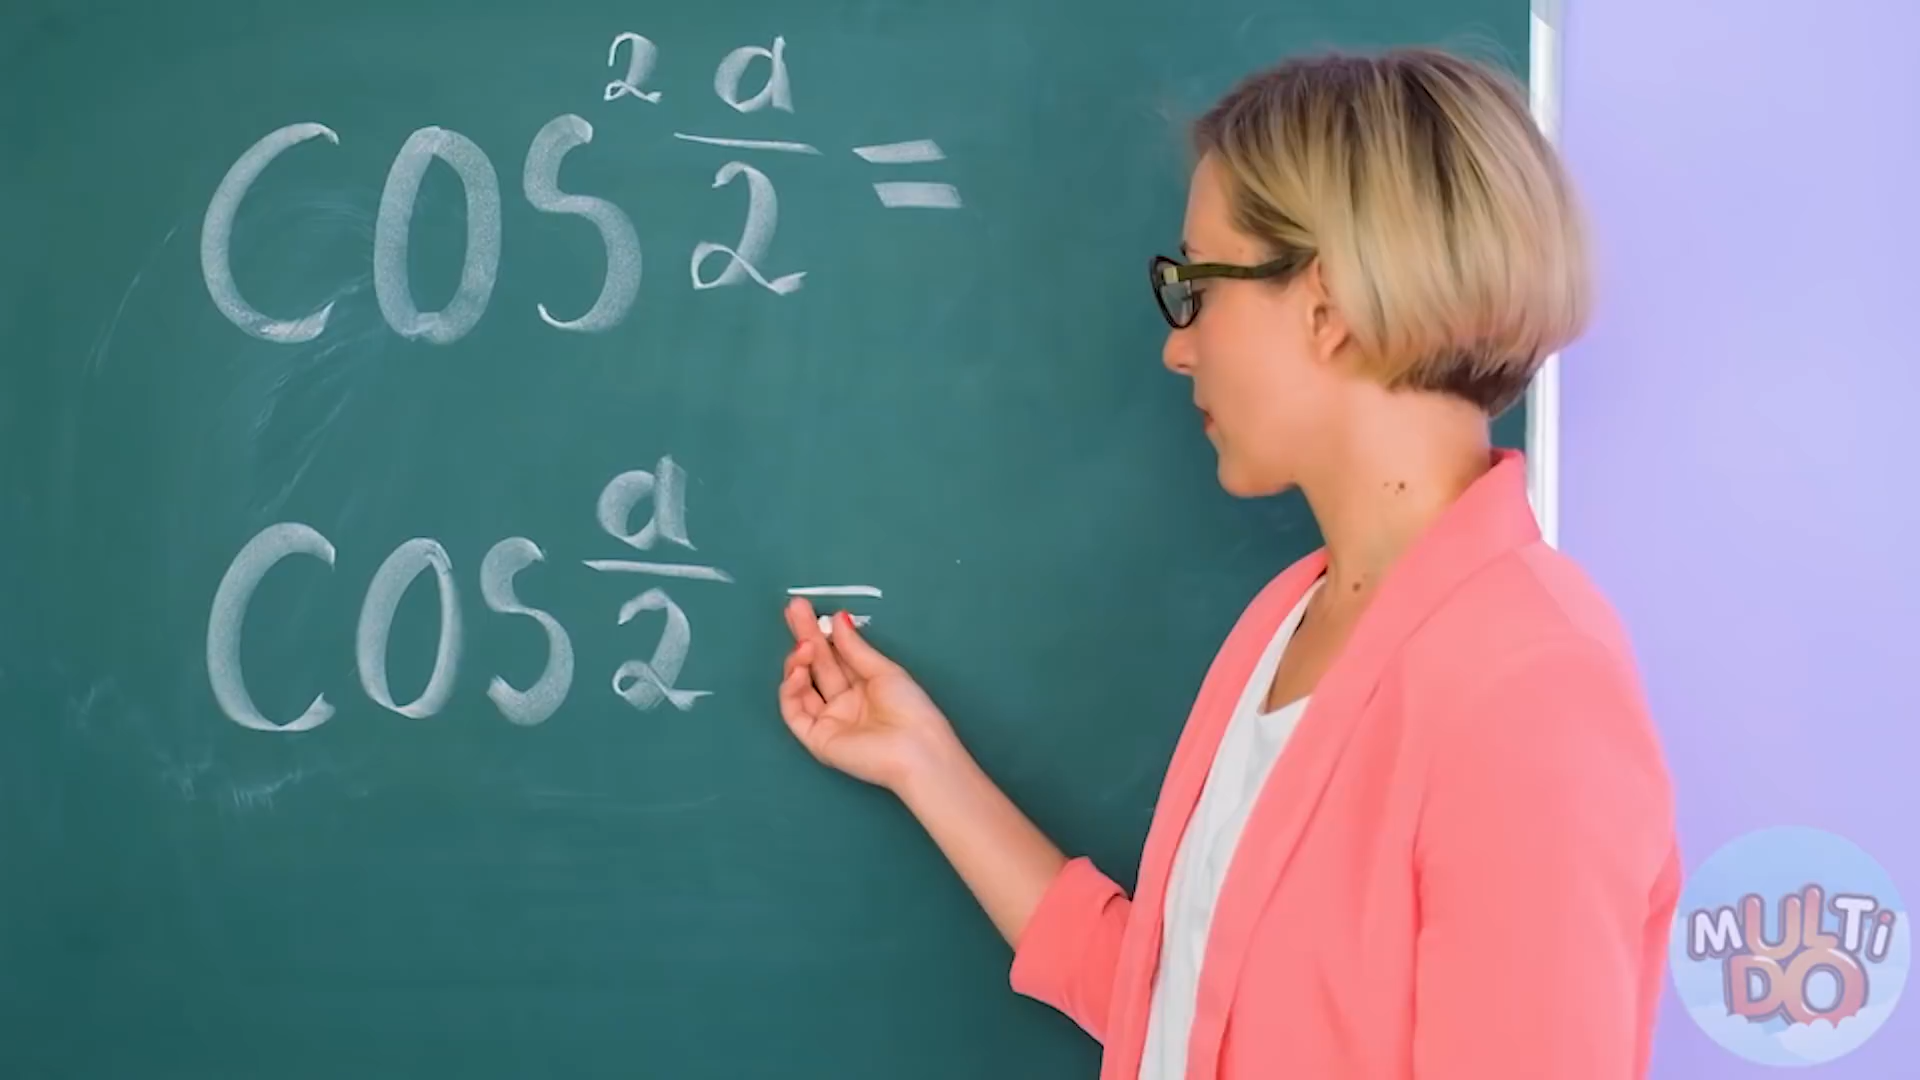 cos² a/2 =
cos a/2 =
MULTi
DO